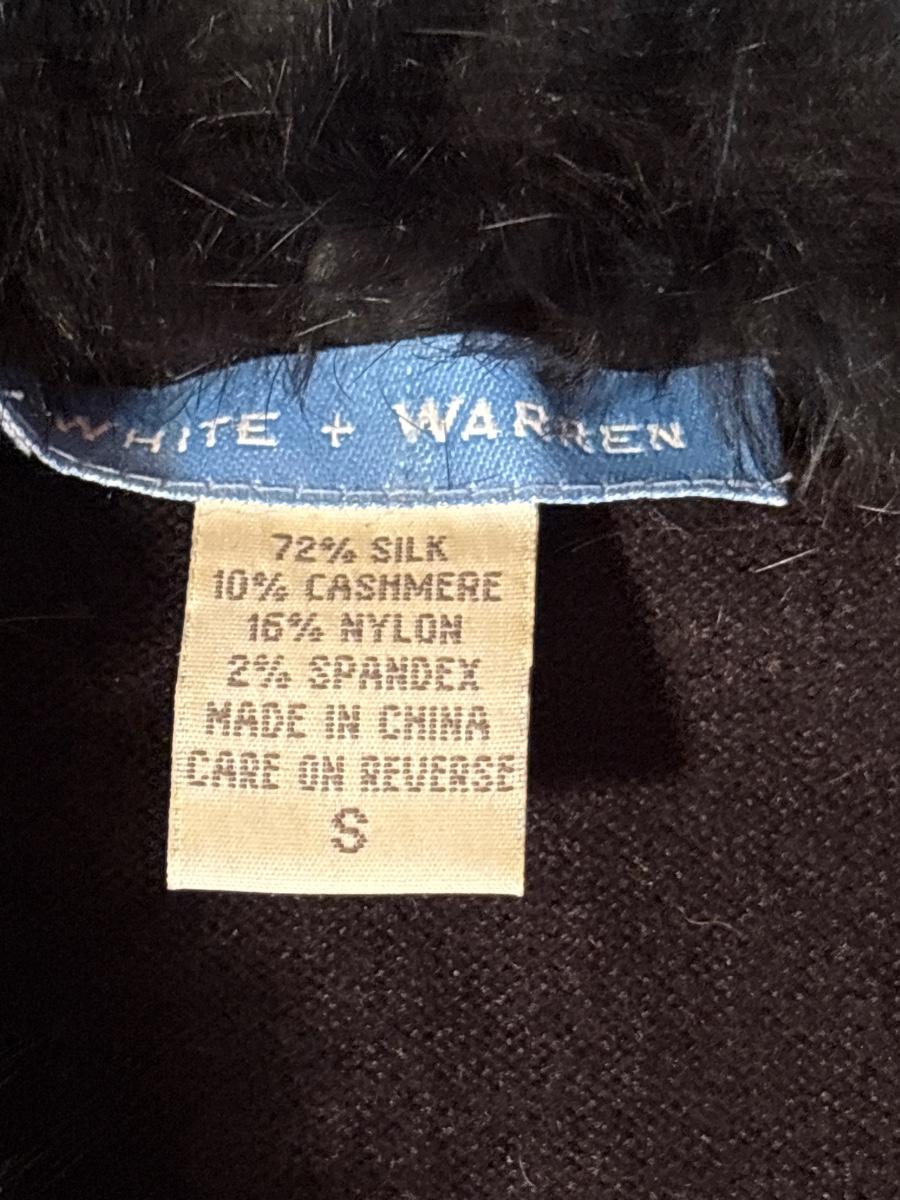 WHITE + WARREN
72% SILK
10% CASHMERE
16% NYLON
2% SPANDEX
MADE IN CHINA
CARE ON REVERSE
S